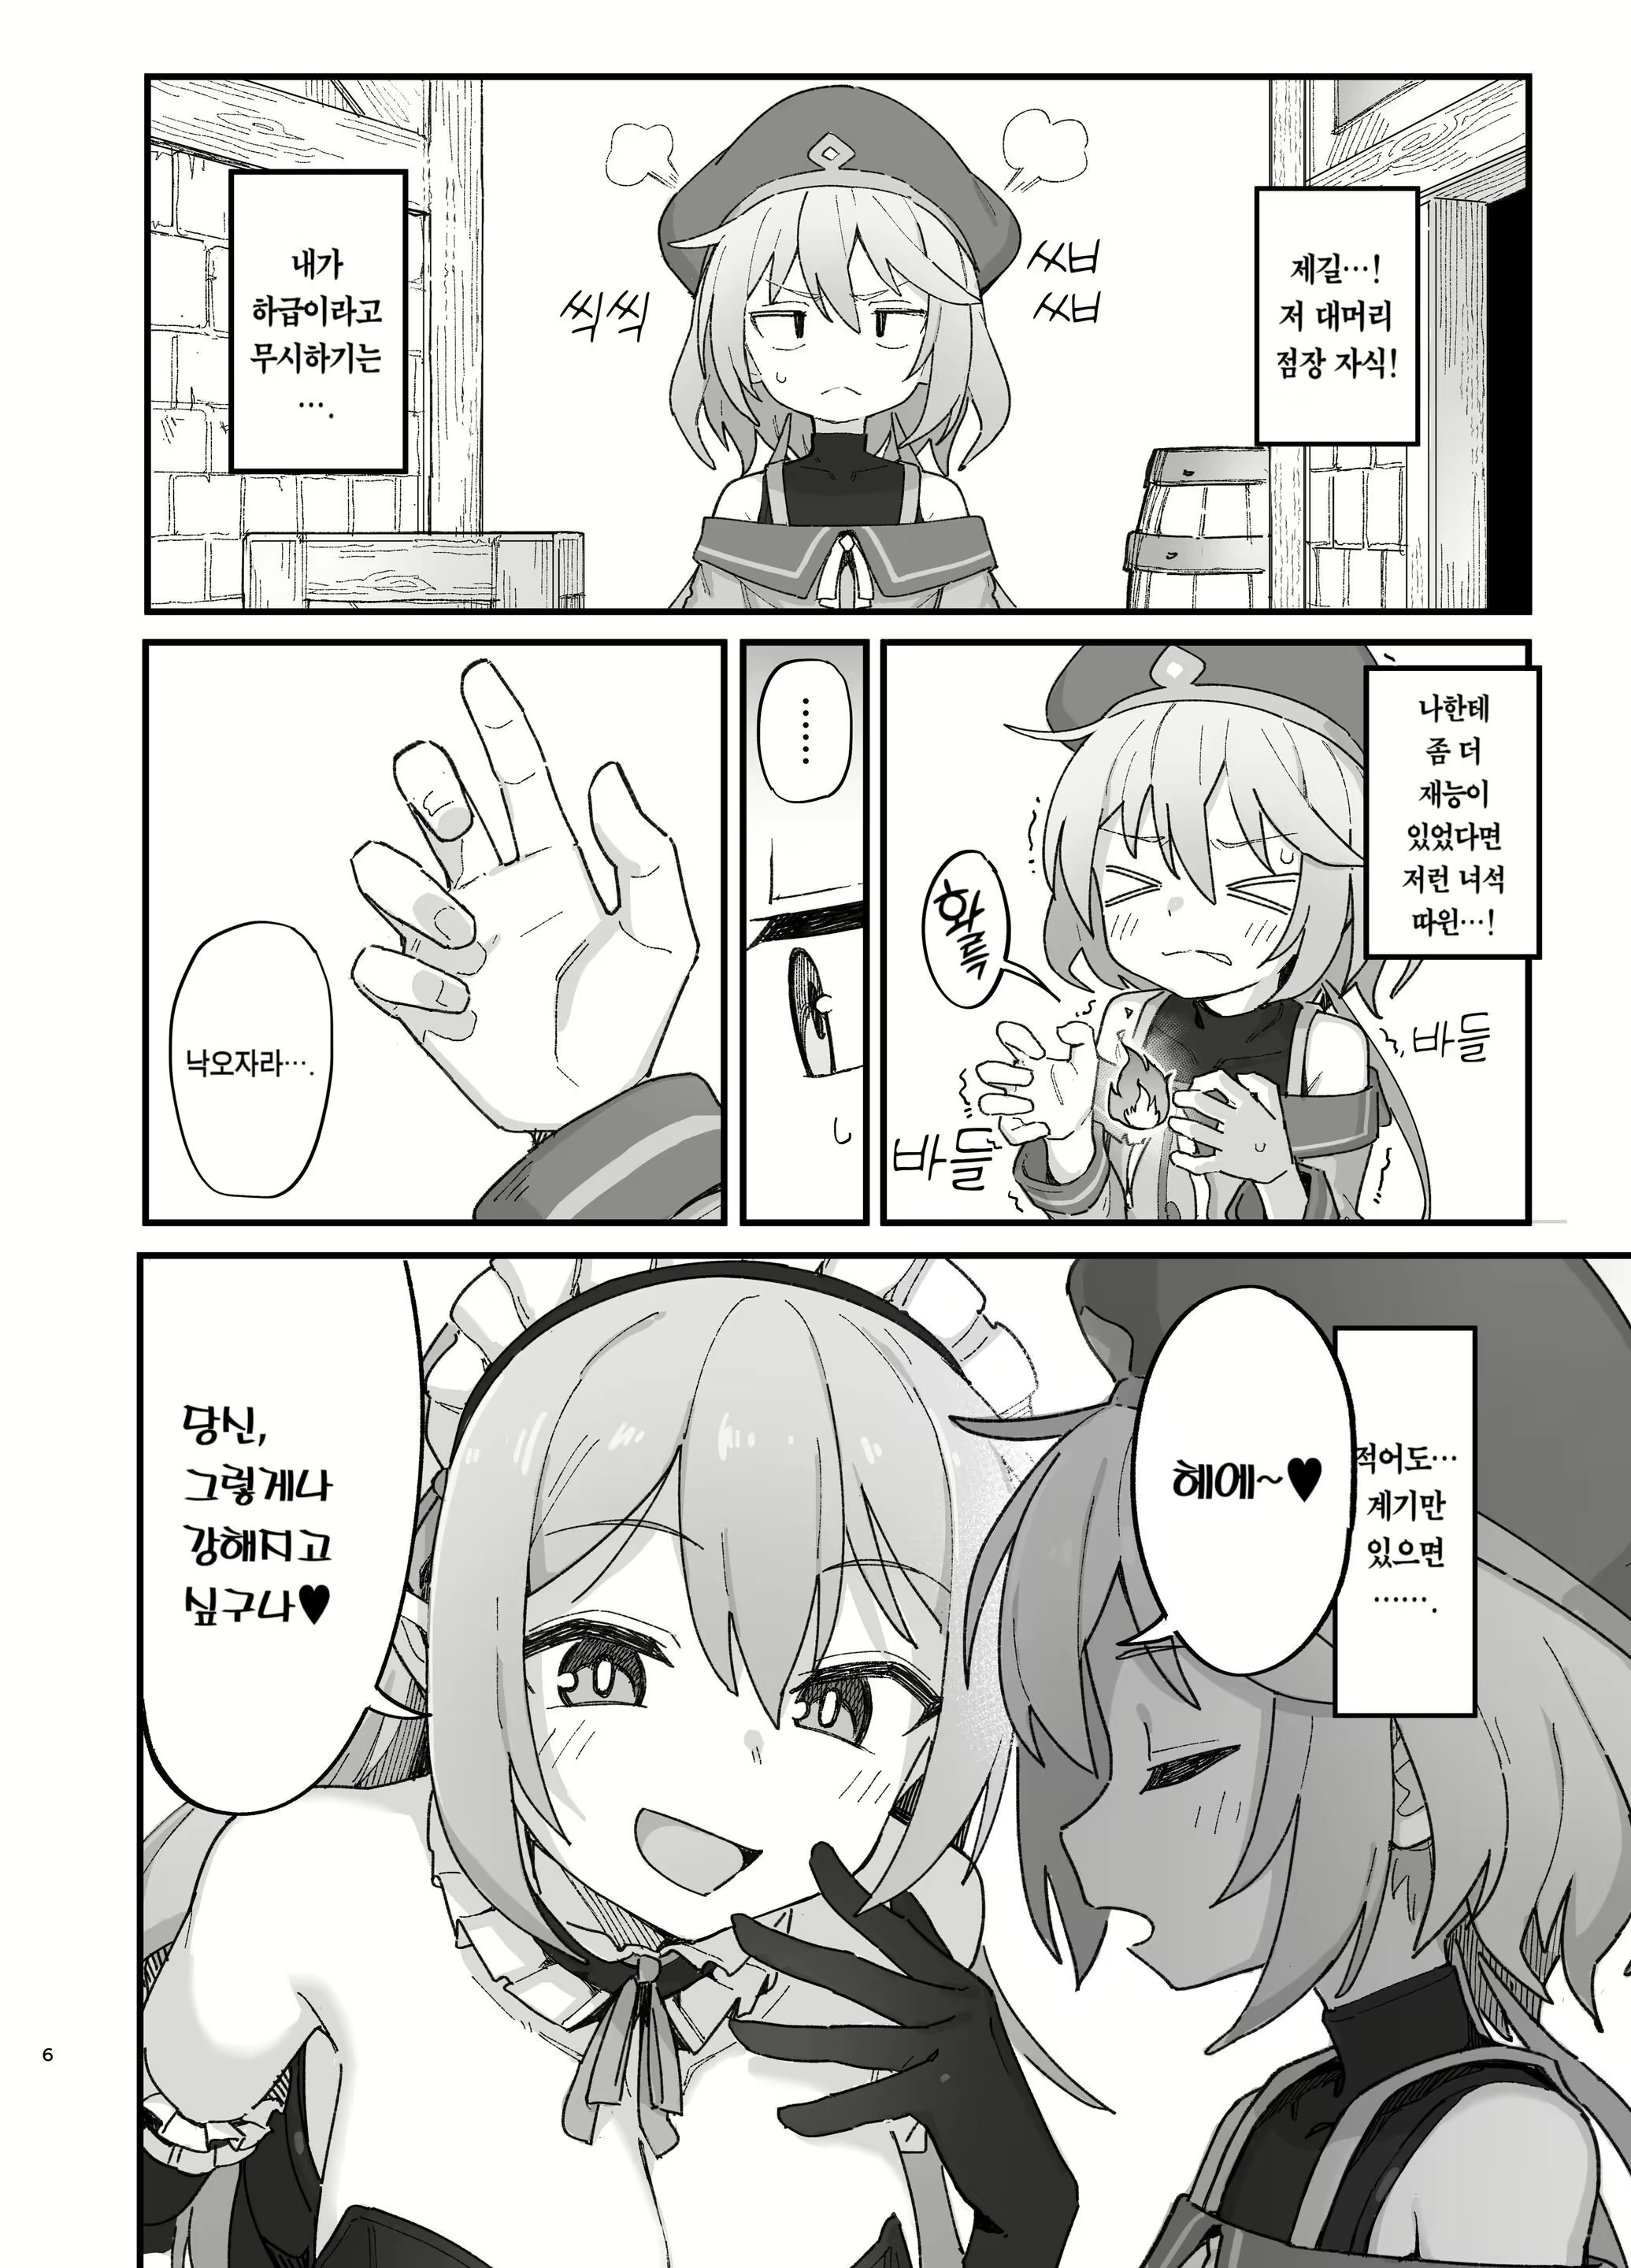 제길…!
저 대머리
점장 자식!
씨ㅂ
씨ㅂ
씩씩
내가
하급이라고
무시하기는
….
나한테
좀 더
재능이
있었다면
저런 녀석
따윈…!
화륵
바들
바들
……
낙오자라….
적어도…
계기만
있으면
…….
헤에~♥
당신,
그렇게나
강해지고
싶구나♥
6